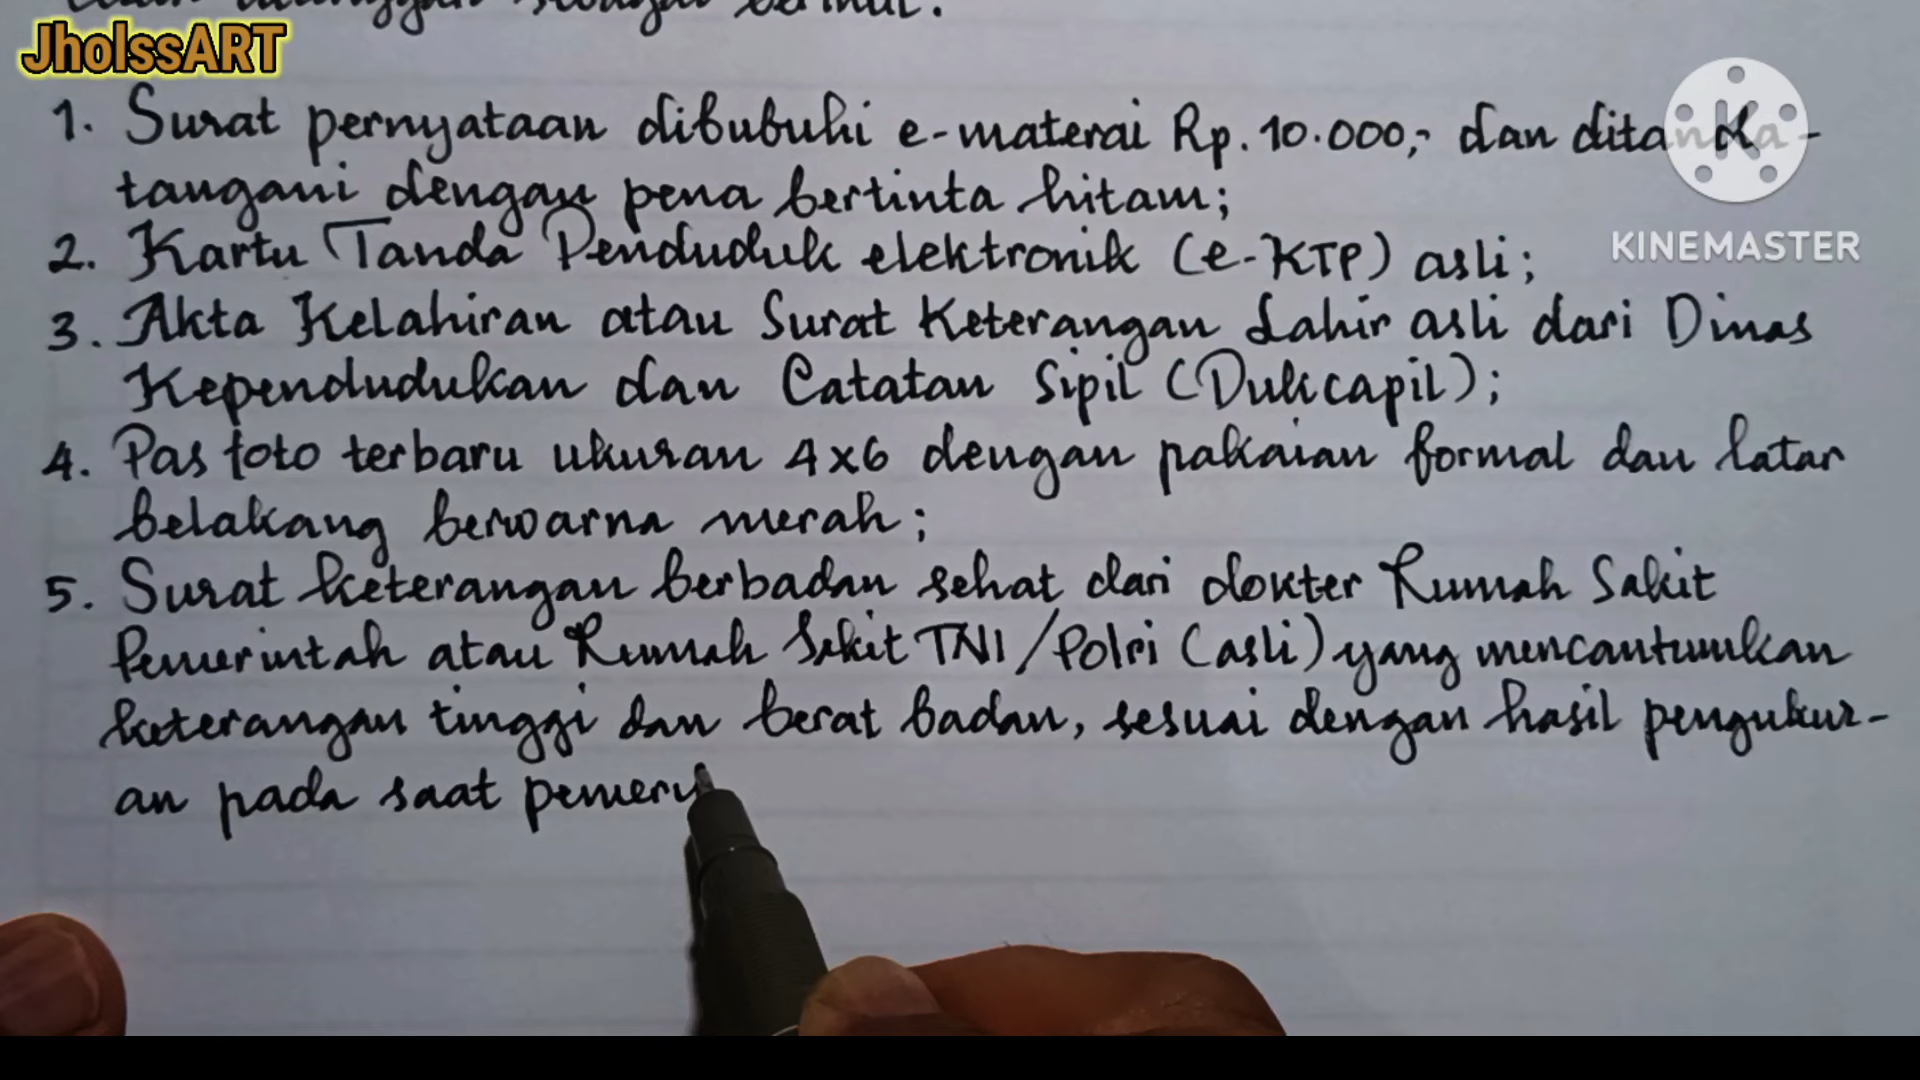 sebagai berikut:
JholssART
1. Surat pernyataan dibubuhi e-materai Rp. 10.000,- dan ditanda-
tangani dengan pena bertinta hitam;
2. Kartu Tanda Penduduk elektronik (e-KTP) asli;
KINEMASTER
3. Akta Kelahiran atau Surat Keterangan Lahir asli dari Dinas
Kependudukan dan Catatan Sipil (Dukcapil);
4. Pas foto terbaru ukuran 4x6 dengan pakaian formal dan latar
belakang berwarna merah;
5. Surat keterangan berbadan sehat dari dokter Rumah Sakit
Pemerintah atau Rumah Sakit TNI/Polri (asli) yang mencantumkan
keterangan tinggi dan berat badan, sesuai dengan hasil pengukur-
an pada saat pemeri